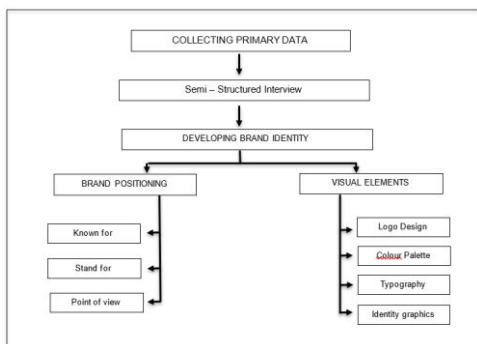 COLLECTING PRIMARY DATA
Semi – Structured Interview
DEVELOPING BRAND IDENTITY
BRAND POSITIONING
VISUAL ELEMENTS
Known for
Stand for
Point of view
Logo Design
Colour Palette
Typography
Identity graphics